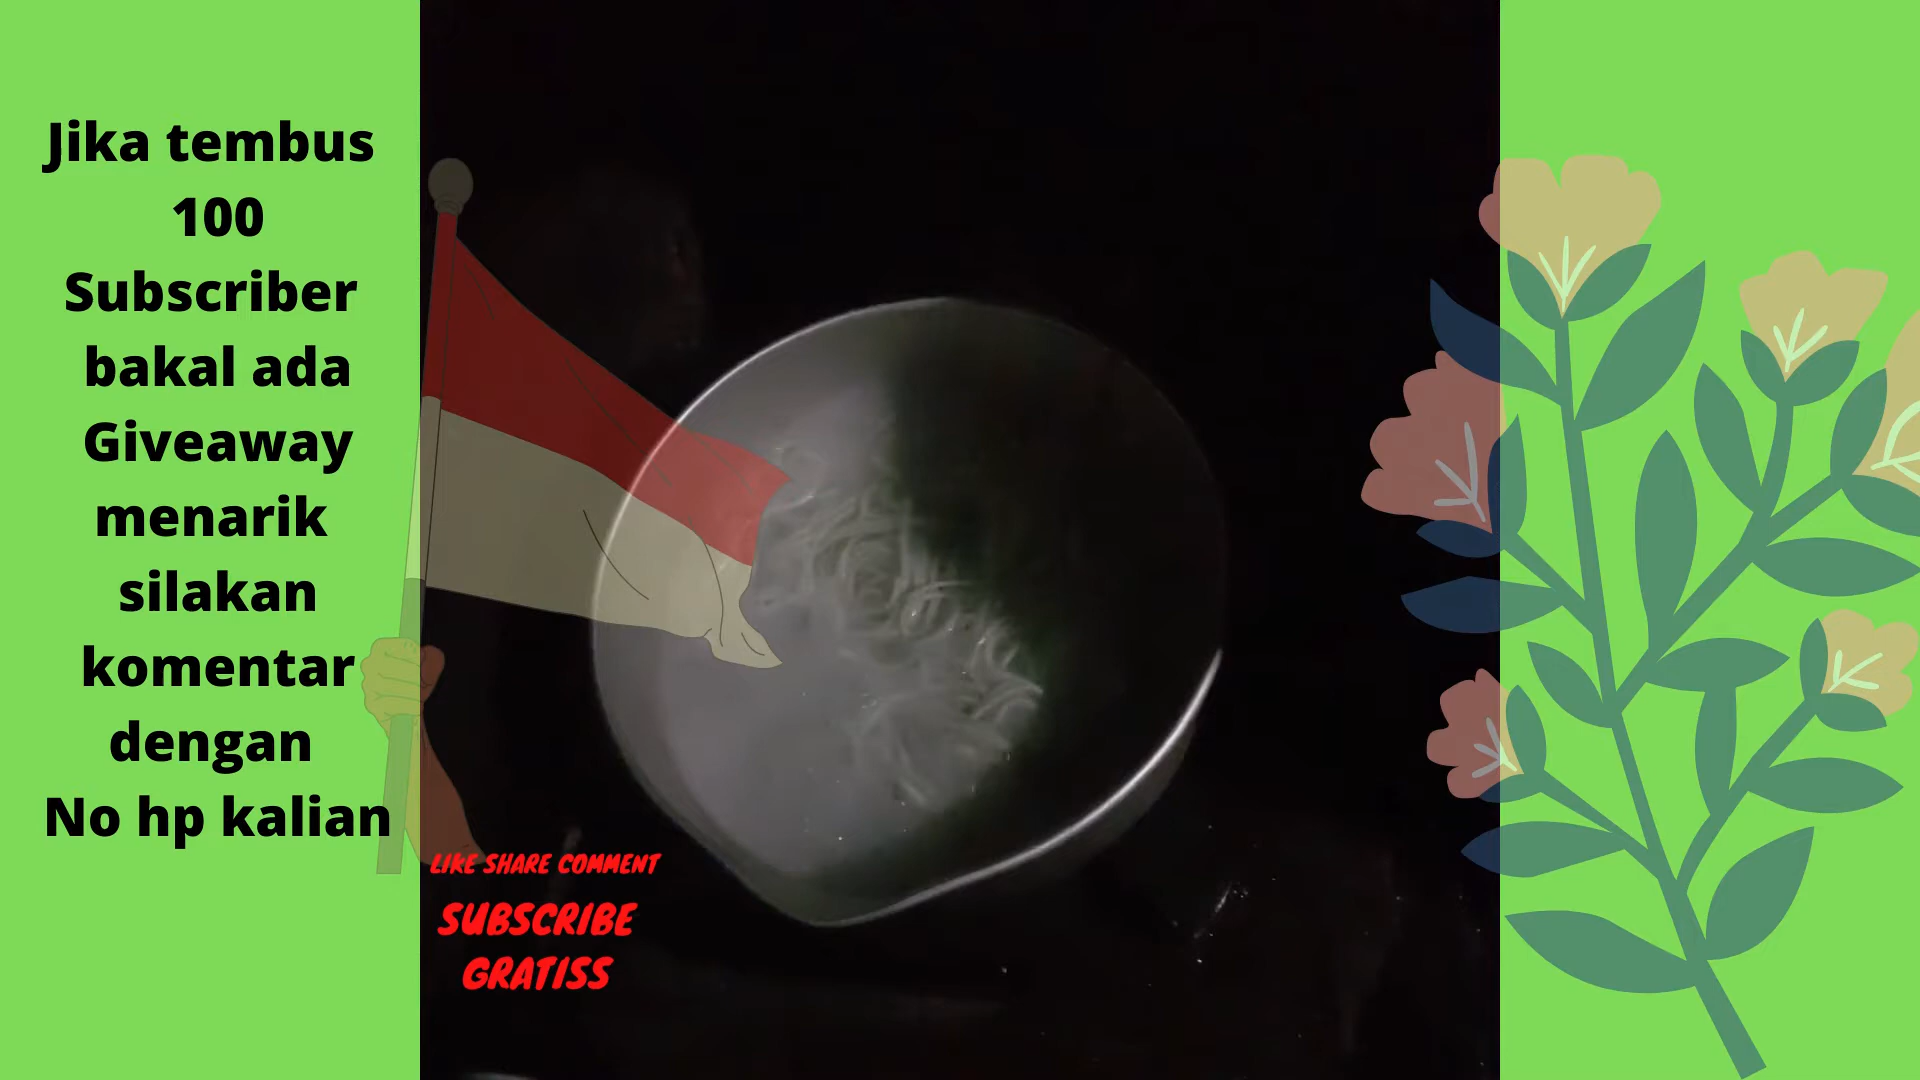 Jika tembus
100
Subscriber
bakal ada
Giveaway
menarik
silakan
komentar
dengan
No hp kalian
LIKE SHARE COMMENT
SUBSCRIBE
GRATISS